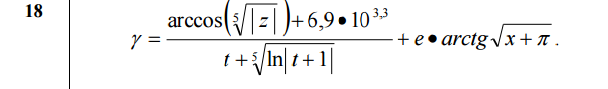 18
γ = (arccos(⁵√|z|) + 6,9 • 10^3,3) / (t + ⁵√ln|t + 1|) + e • arctg√(x + π) .